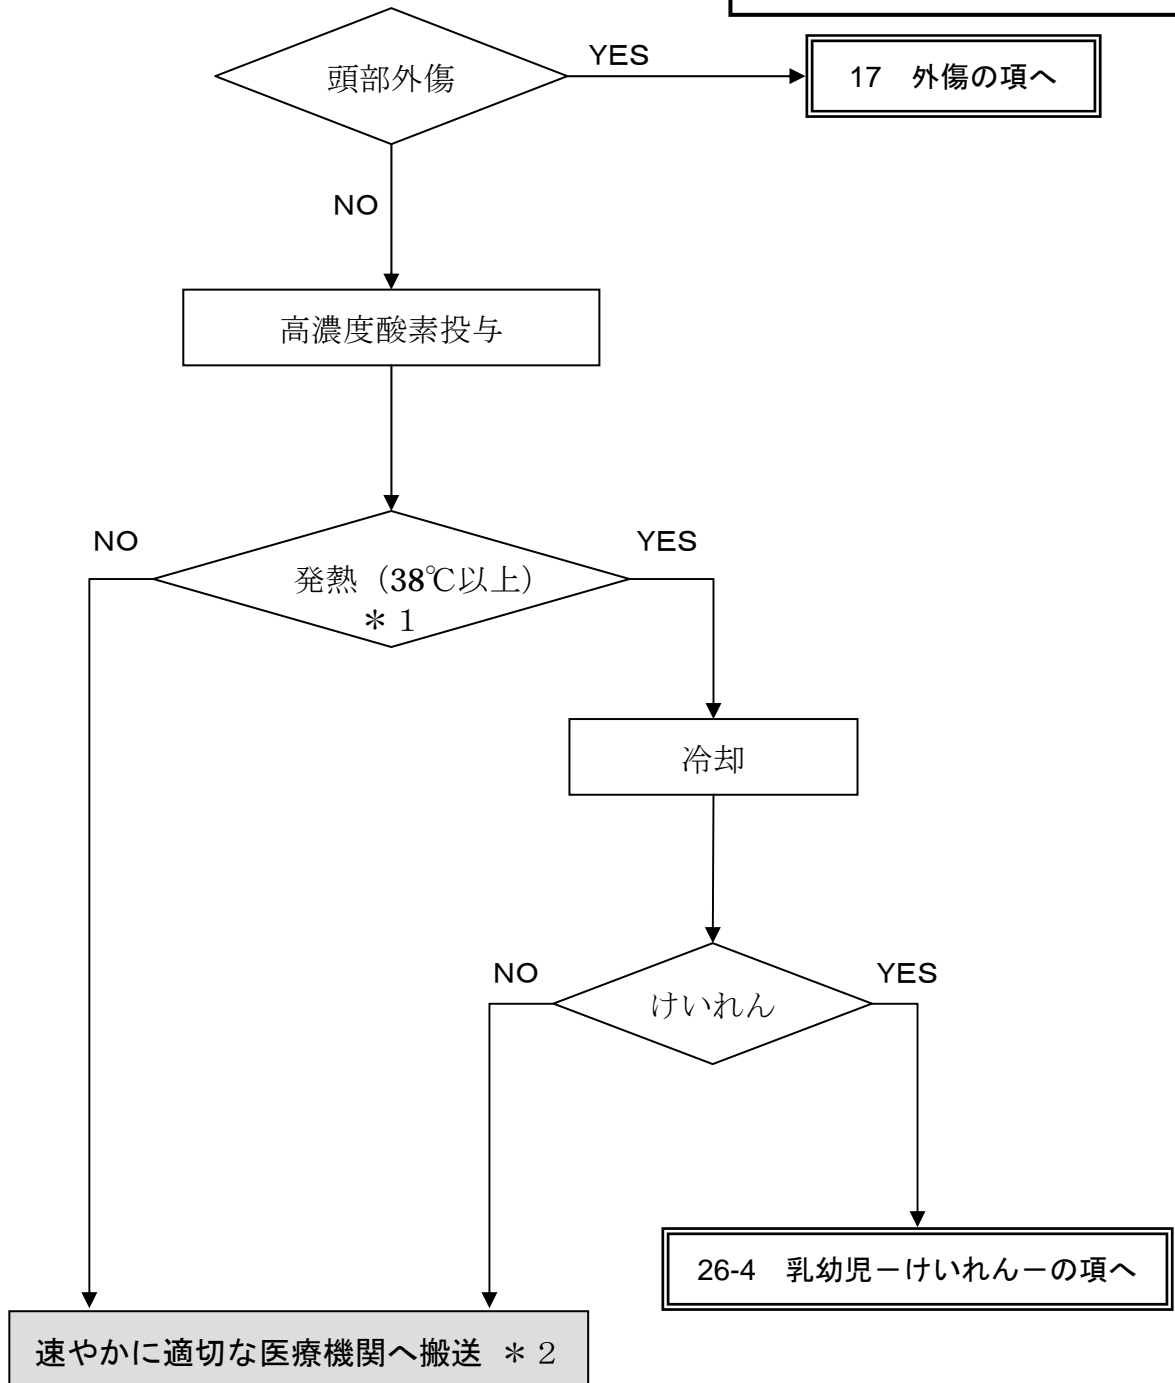 頭部外傷
YES
17　外傷の項へ
NO
高濃度酸素投与
NO
YES
発熱（38℃以上）
＊１
冷却
NO
YES
けいれん
26-4　乳幼児－けいれん－の項へ
速やかに適切な医療機関へ搬送 ＊２